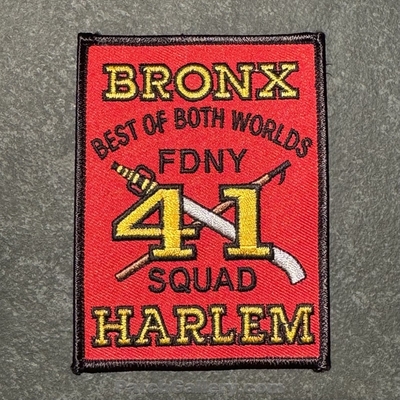 BRONX
BEST OF BOTH WORLDS
FDNY
41
SQUAD
HARLEM